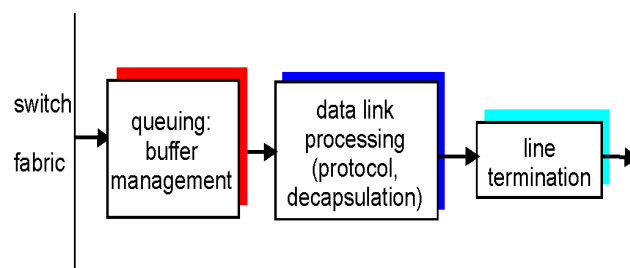 switch
fabric
queuing:
buffer
management
data link
processing
(protocol,
decapsulation)
line
termination